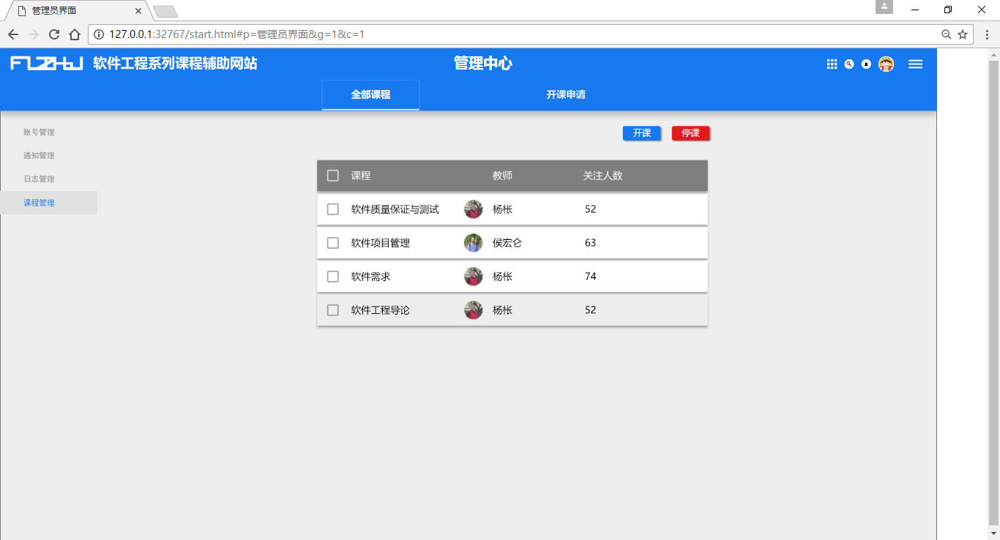 管理员界面
127.0.0.1:32767/start.html#p=管理员界面&g=1&c=1
软件工程系列课程辅助网站
管理中心
全部课程
开课申请
账号管理
通知管理
日志管理
课程管理
开课 停课
课程 教师 关注人数
软件质量保证与测试 杨枨 52
软件项目管理 侯宏仑 63
软件需求 杨枨 74
软件工程导论 杨枨 52